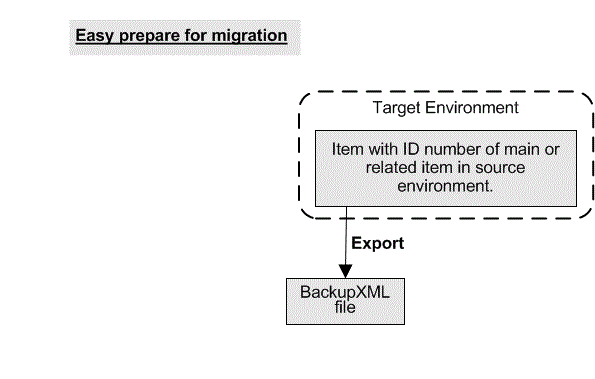 Easy prepare for migration
Target Environment
Item with ID number of main or
related item in source
environment.
Export
BackupXML
file